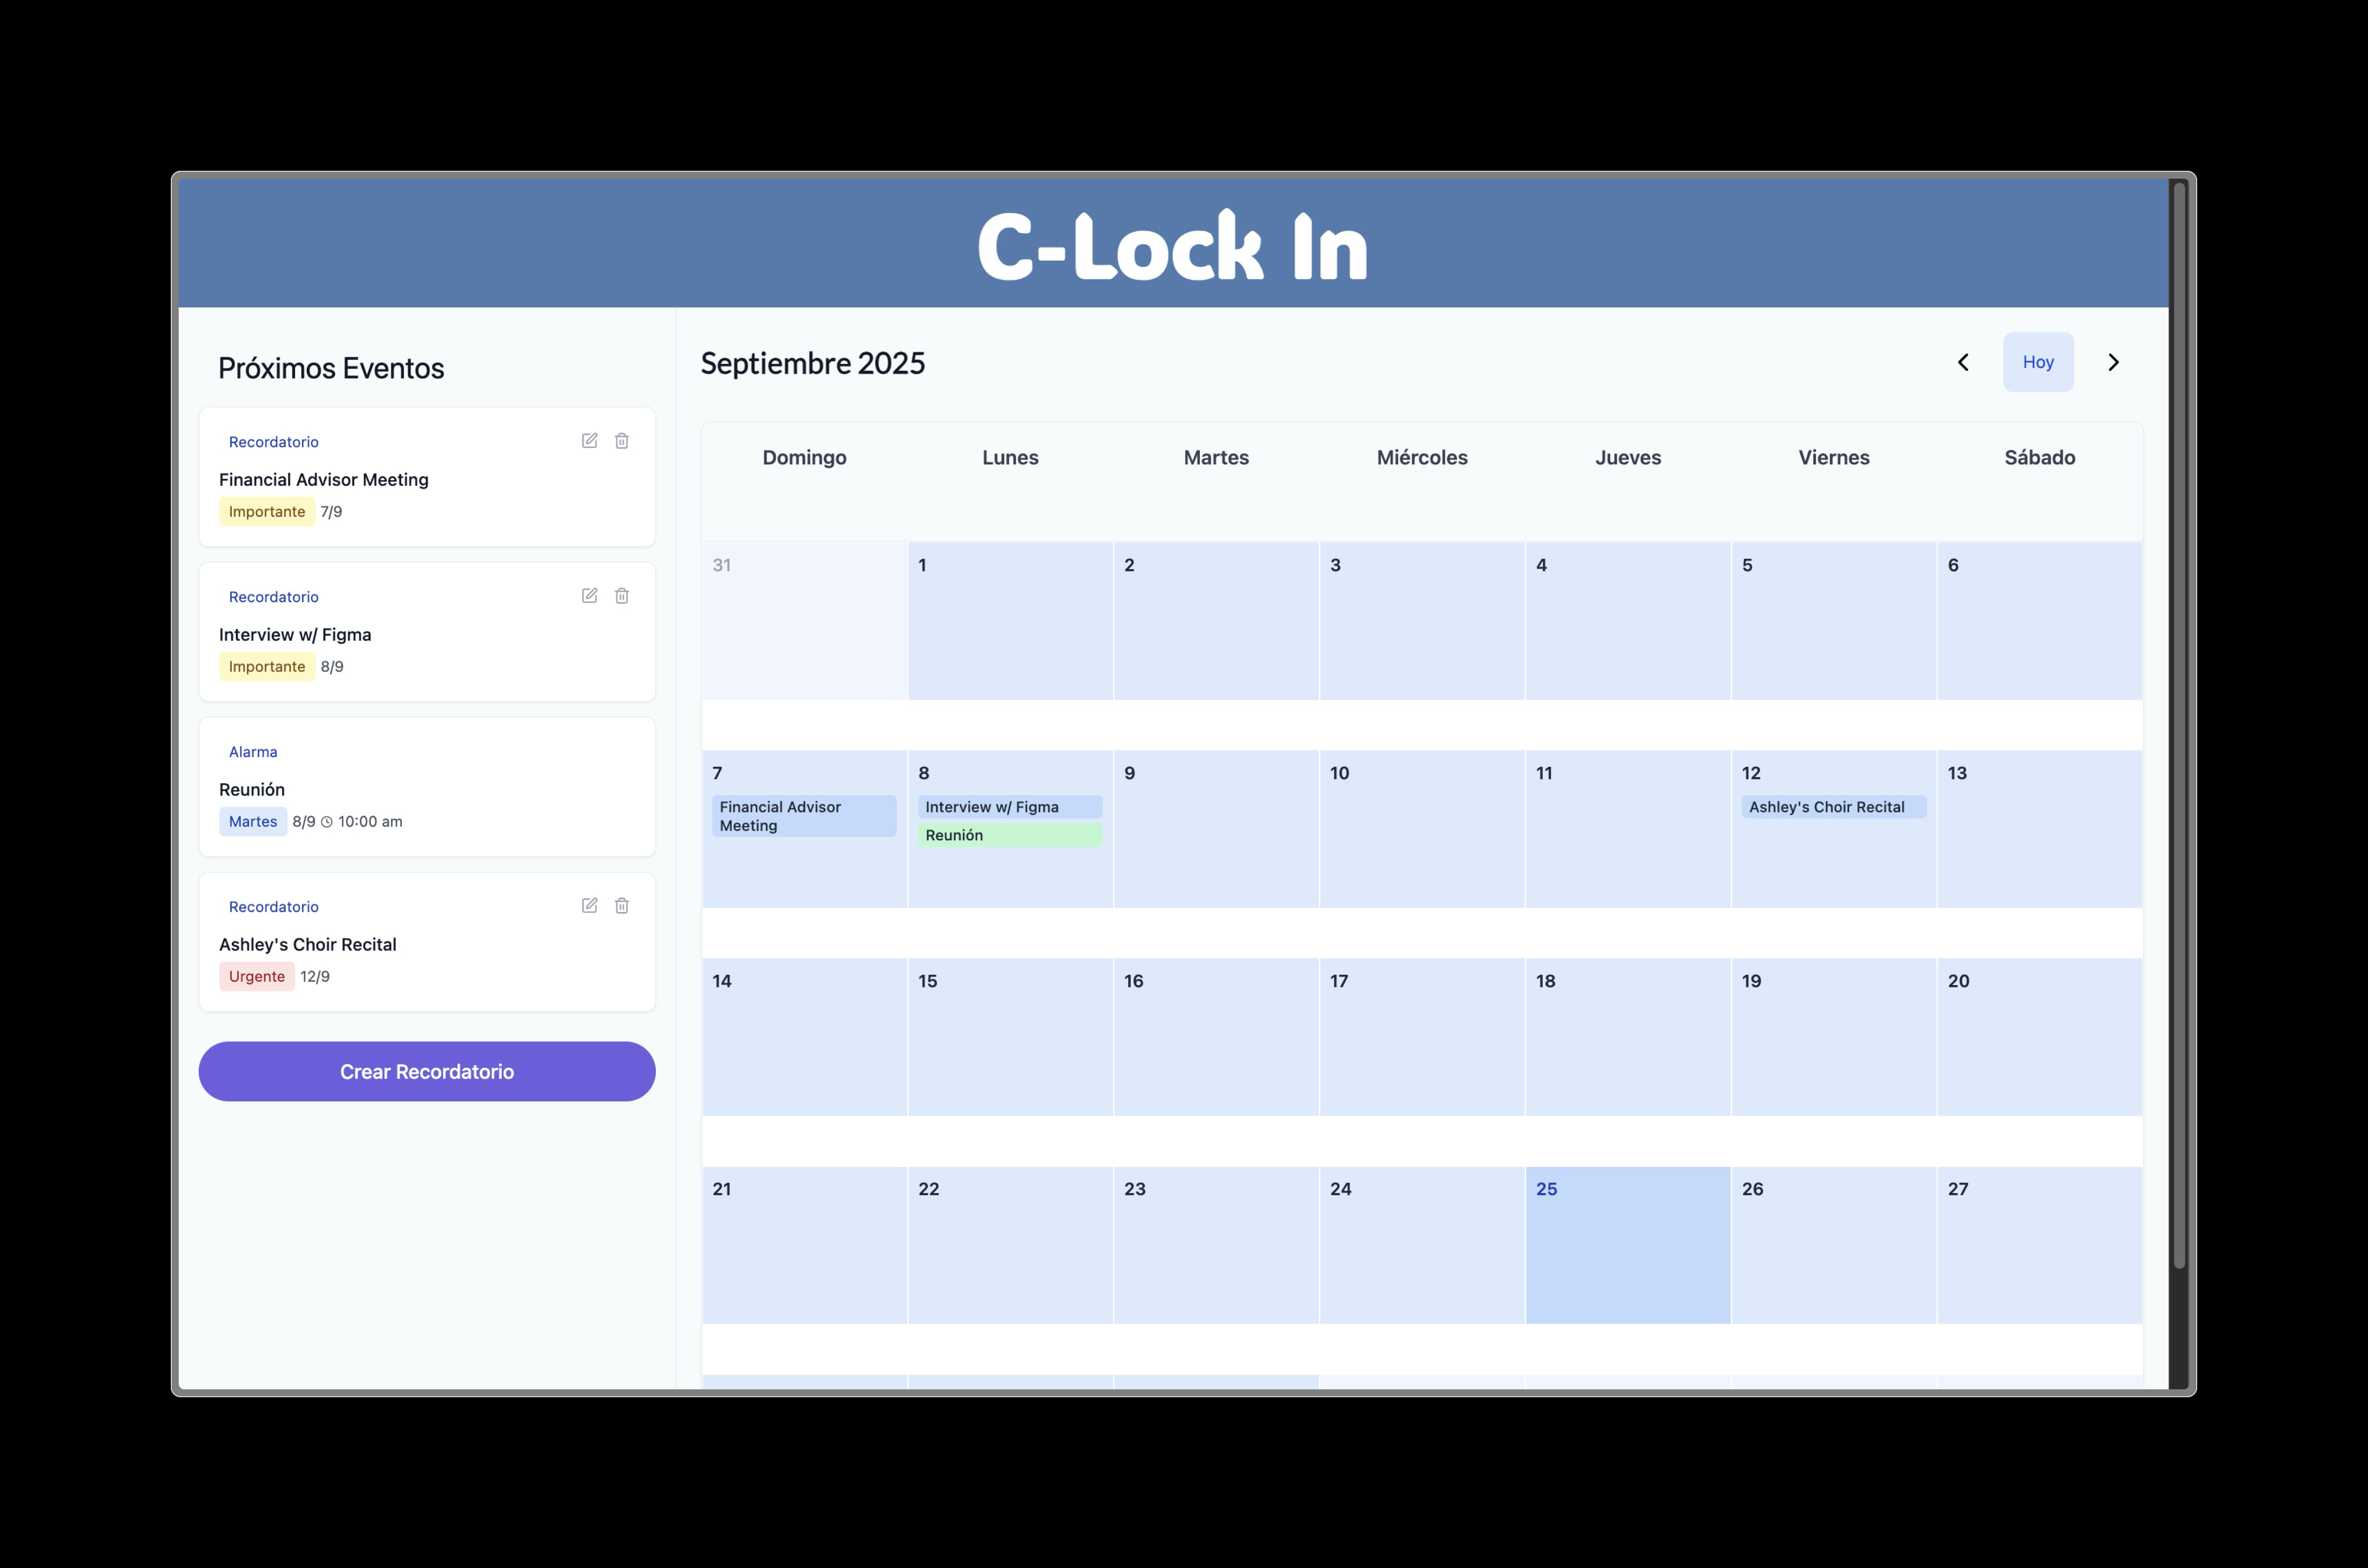 C-Lock In
Próximos Eventos
Recordatorio
Financial Advisor Meeting
Importante 7/9
Recordatorio
Interview w/ Figma
Importante 8/9
Alarma
Reunión
Martes 8/9 10:00 am
Recordatorio
Ashley's Choir Recital
Urgente 12/9
Crear Recordatorio
Septiembre 2025
Hoy
Domingo Lunes Martes Miércoles Jueves Viernes Sábado
31 1 2 3 4 5 6
7 8 9 10 11 12 13
Financial Advisor
Meeting
Interview w/ Figma
Reunión
Ashley's Choir Recital
14 15 16 17 18 19 20
21 22 23 24 25 26 27